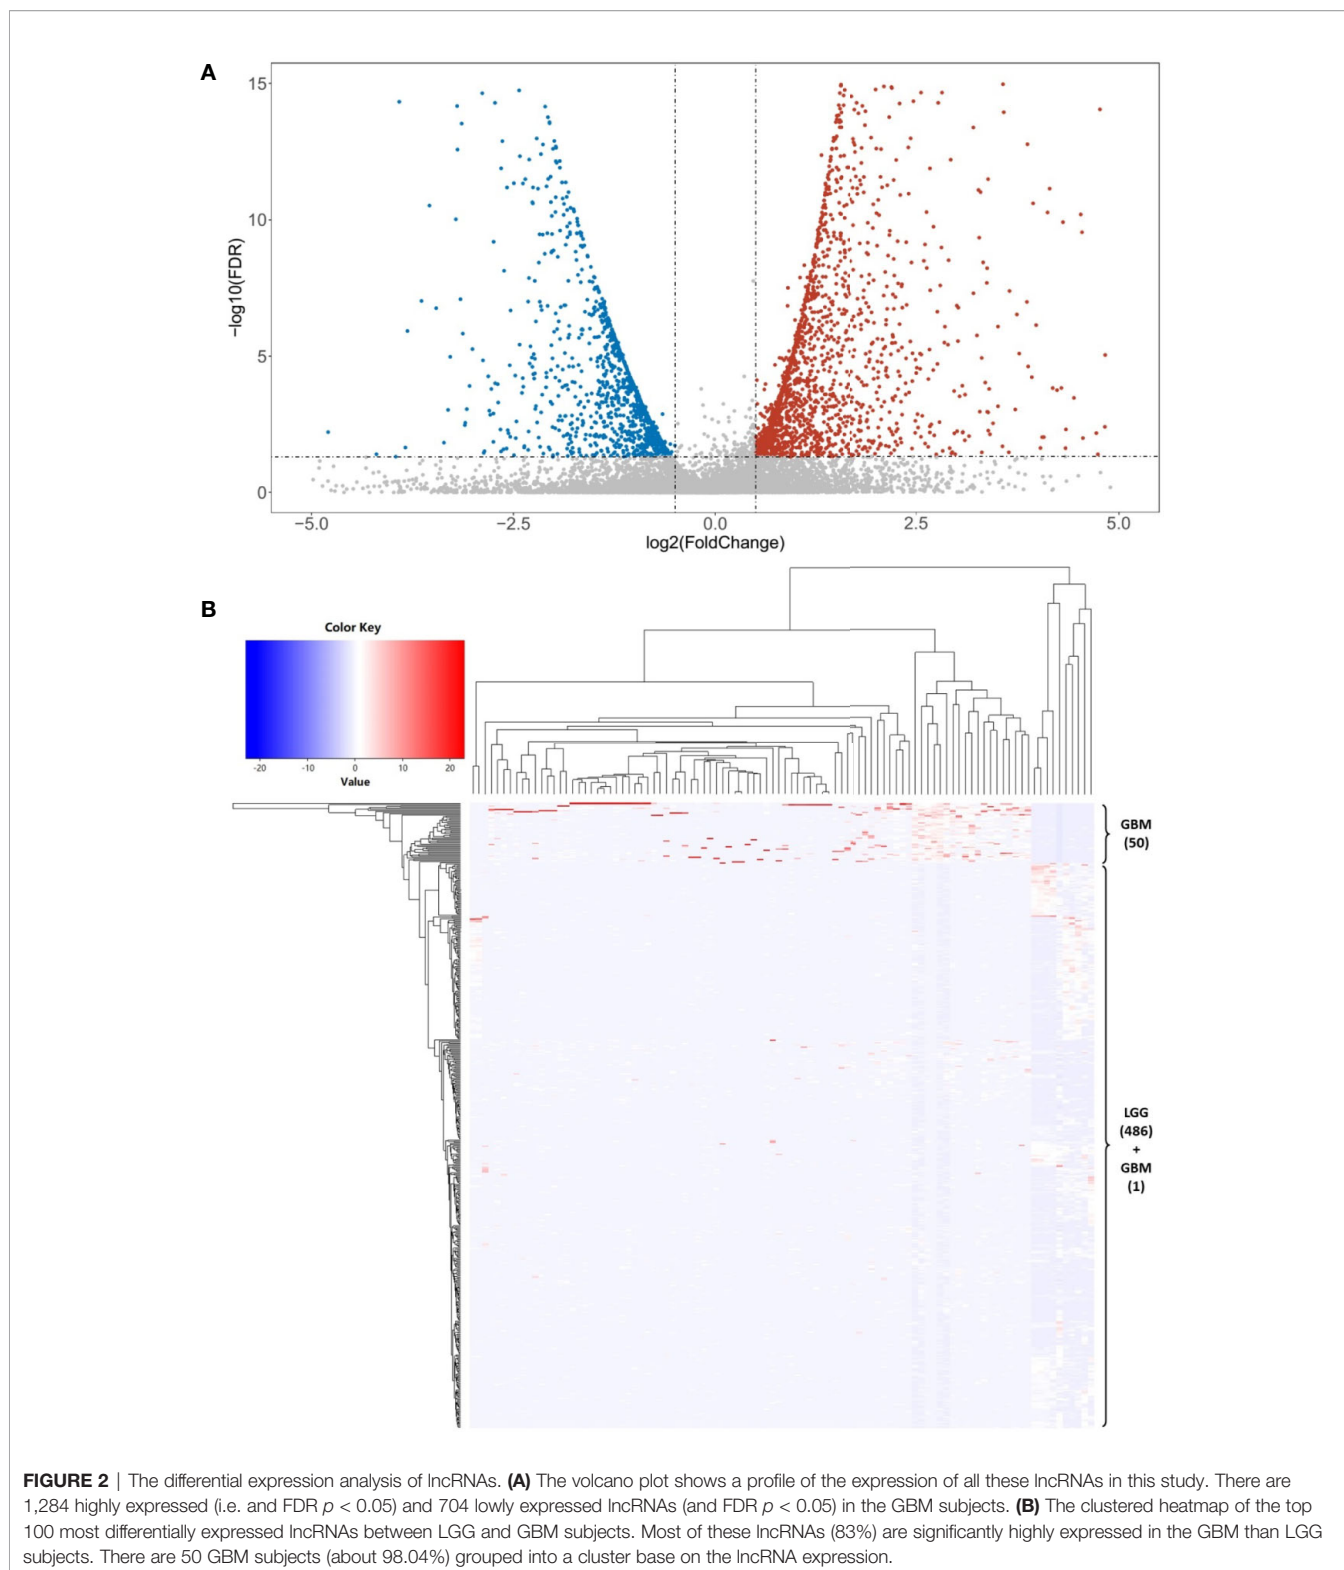 A
15
10
5
0
−log10(FDR)
−5.0 −2.5 0.0 2.5 5.0
log2(FoldChange)
B
Color Key
-20 -10 0 10 20
Value
GBM
(50)
LGG
(486)
+
GBM
(1)
FIGURE 2 | The differential expression analysis of lncRNAs. (A) The volcano plot shows a profile of the expression of all these lncRNAs in this study. There are
1,284 highly expressed (i.e. and FDR p < 0.05) and 704 lowly expressed lncRNAs (and FDR p < 0.05) in the GBM subjects. (B) The clustered heatmap of the top
100 most differentially expressed lncRNAs between LGG and GBM subjects. Most of these lncRNAs (83%) are significantly highly expressed in the GBM than LGG
subjects. There are 50 GBM subjects (about 98.04%) grouped into a cluster base on the lncRNA expression.